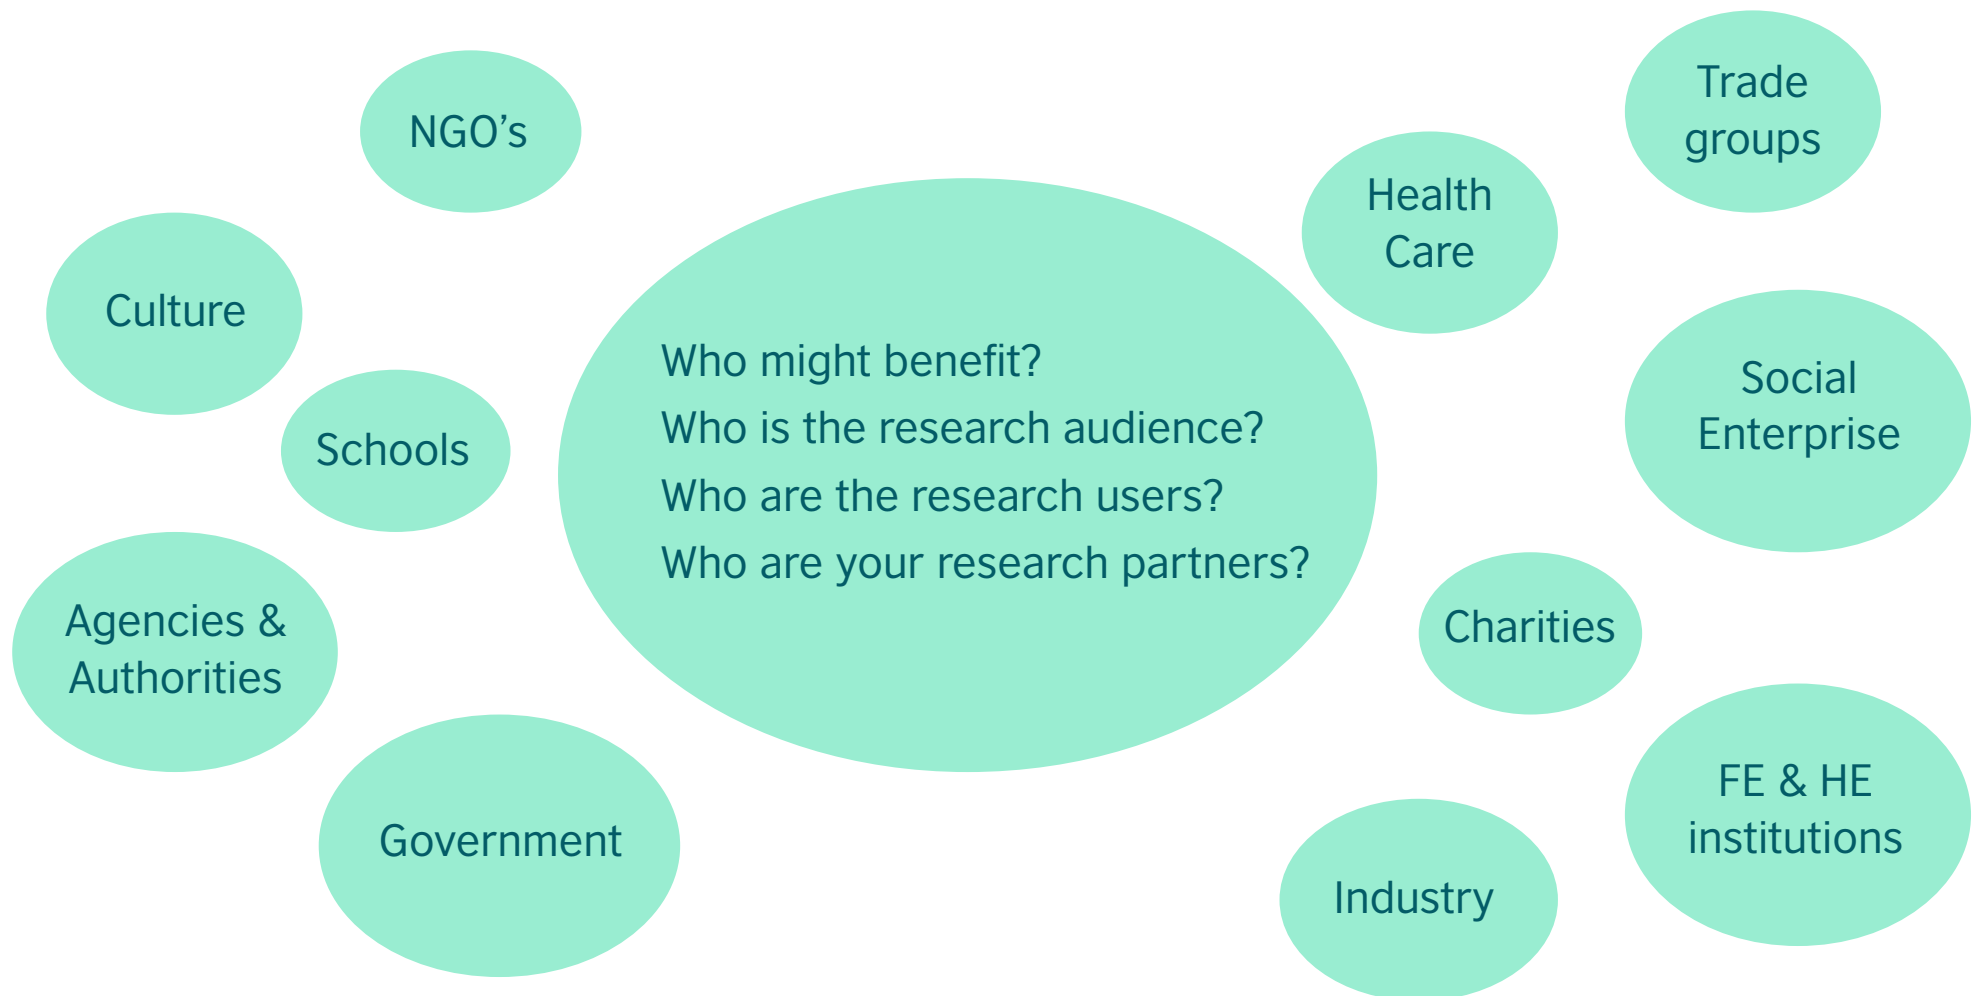 NGO’s
Culture
Schools
Agencies &
Authorities
Government
Who might benefit?
Who is the research audience?
Who are the research users?
Who are your research partners?
Health
Care
Trade
groups
Social
Enterprise
Charities
FE & HE
institutions
Industry